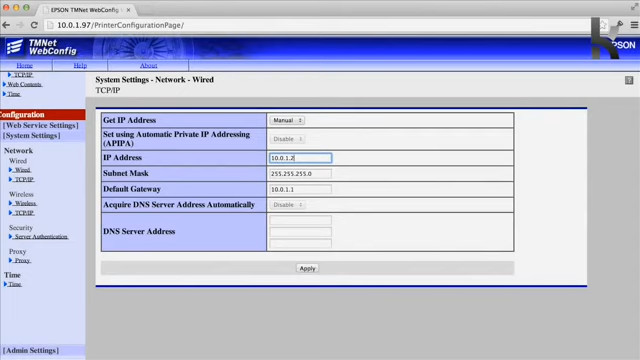 EPSON TMNet WebConfig
10.0.1.97/PrinterConfigurationPage/
EPSON
TMNet
WebConfig
EPSON
Home
Help
About
TCP/IP
Web Contents
Time
Configuration
[Web Service Settings]
[System Settings]
Network
Wired
Wired
TCP/IP
Wireless
Wireless
TCP/IP
Security
Server Authentication
Proxy
Proxy
Time
Time
[Admin Settings]
System Settings - Network - Wired
TCP/IP
Get IP Address
Manual
Set using Automatic Private IP Addressing
(APIPA)
Disable
IP Address
10.0.1.2
Subnet Mask
255.255.255.0
Default Gateway
10.0.1.1
Acquire DNS Server Address Automatically
Disable
DNS Server Address
Apply